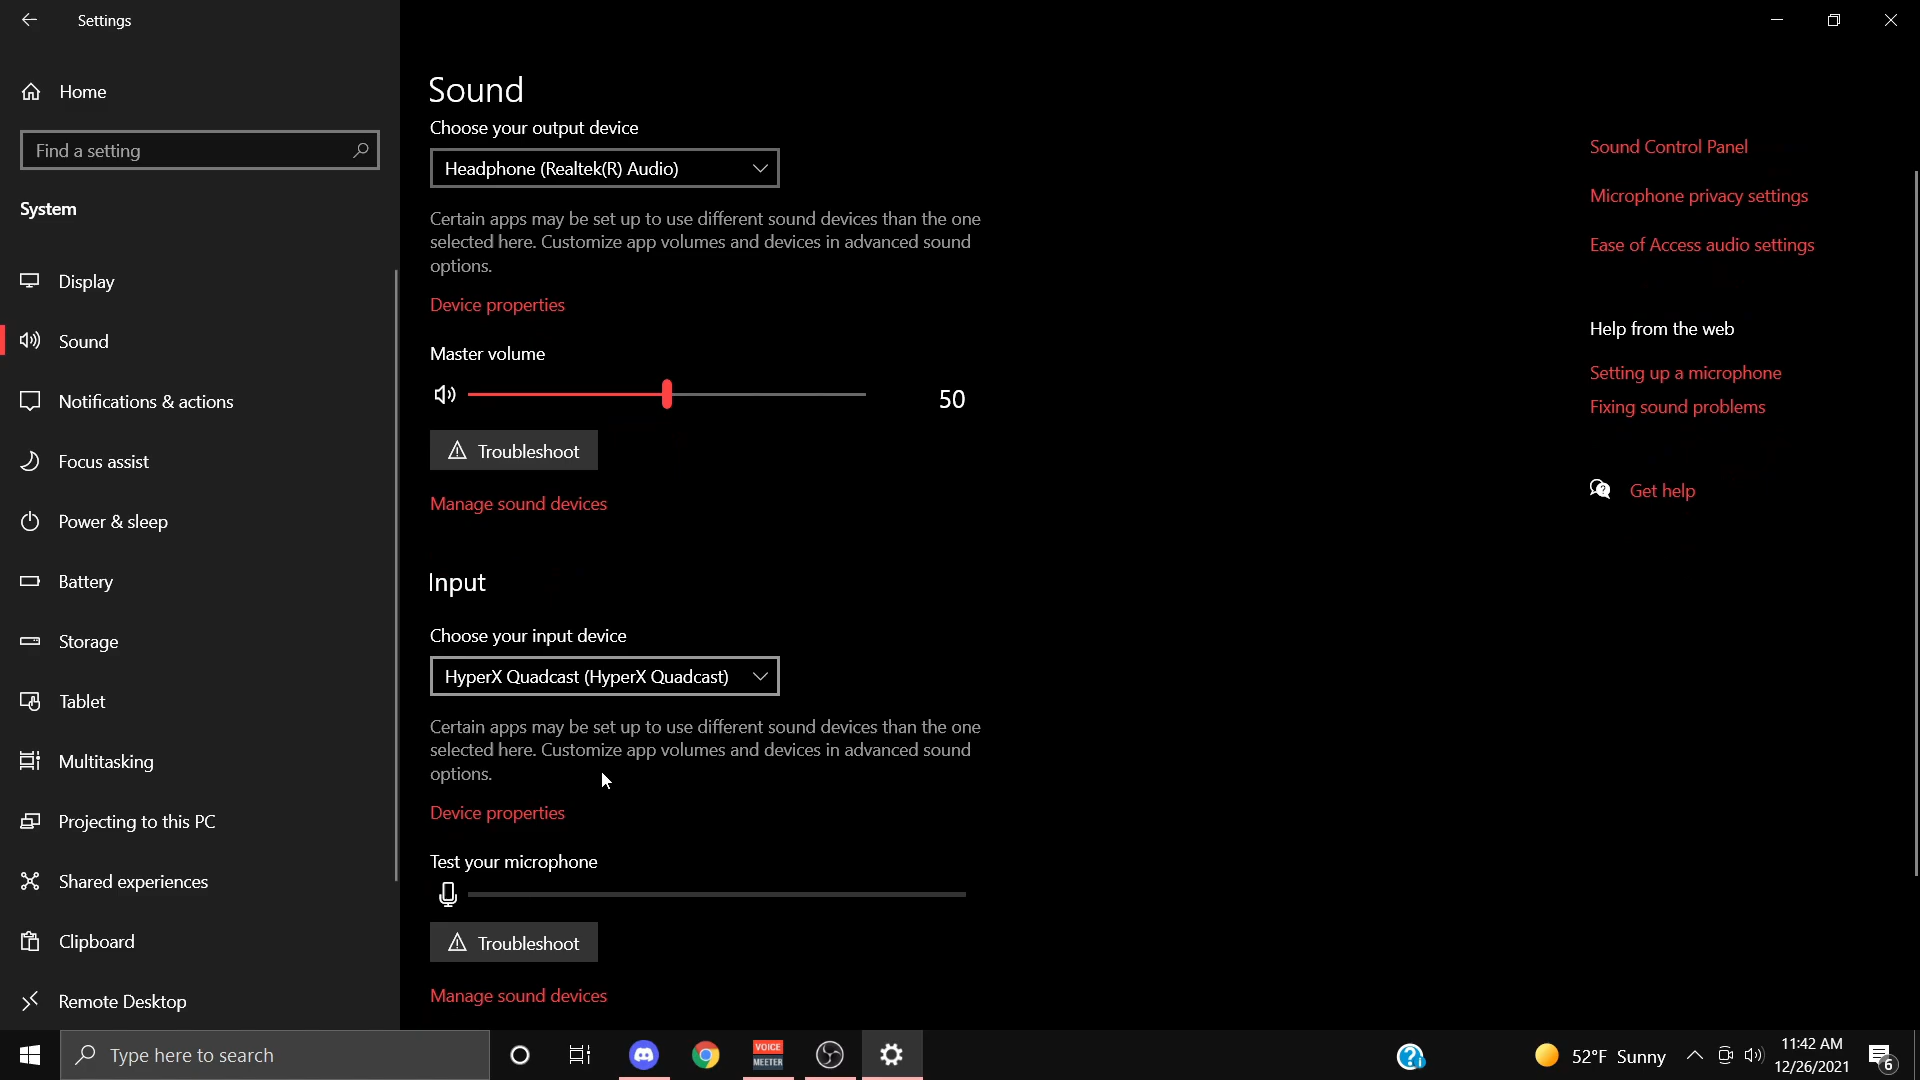 Settings
Home
Find a setting
System
Display
Sound
Notifications & actions
Focus assist
Power & sleep
Battery
Storage
Tablet
Multitasking
Projecting to this PC
Shared experiences
Clipboard
Remote Desktop
Sound
Choose your output device
Headphone (Realtek(R) Audio)
Certain apps may be set up to use different sound devices than the one
selected here. Customize app volumes and devices in advanced sound
options.
Device properties
Master volume
50
Troubleshoot
Manage sound devices
Input
Choose your input device
HyperX Quadcast (HyperX Quadcast)
Certain apps may be set up to use different sound devices than the one
selected here. Customize app volumes and devices in advanced sound
options.
Device properties
Test your microphone
Troubleshoot
Manage sound devices
Sound Control Panel
Microphone privacy settings
Ease of Access audio settings
Help from the web
Setting up a microphone
Fixing sound problems
Get help
Type here to search
VOICE
MEETER
52°F Sunny
11:42 AM
12/26/2021
6